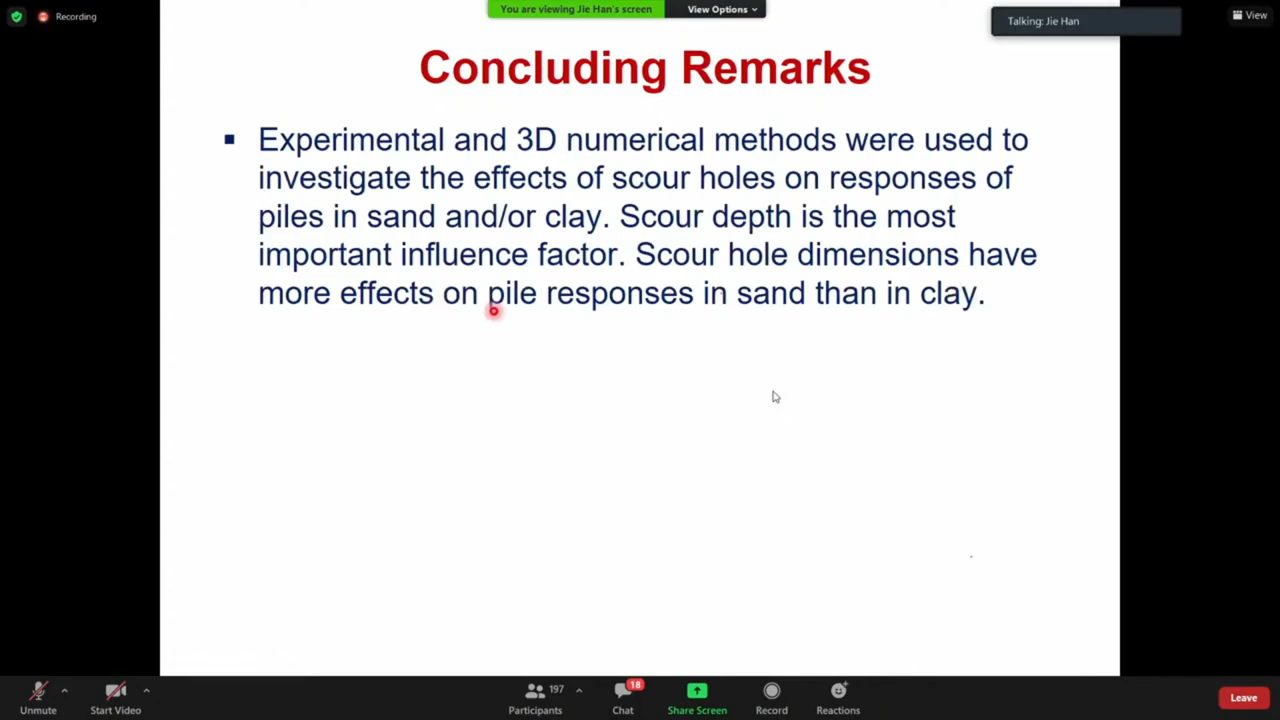 Recording
You are viewing Jie Han's screen
View Options
Talking: Jie Han
View
Concluding Remarks
Experimental and 3D numerical methods were used to
investigate the effects of scour holes on responses of
piles in sand and/or clay. Scour depth is the most
important influence factor. Scour hole dimensions have
more effects on pile responses in sand than in clay.
Unmute
Start Video
197
Participants
18
Chat
Share Screen
Record
Reactions
Leave